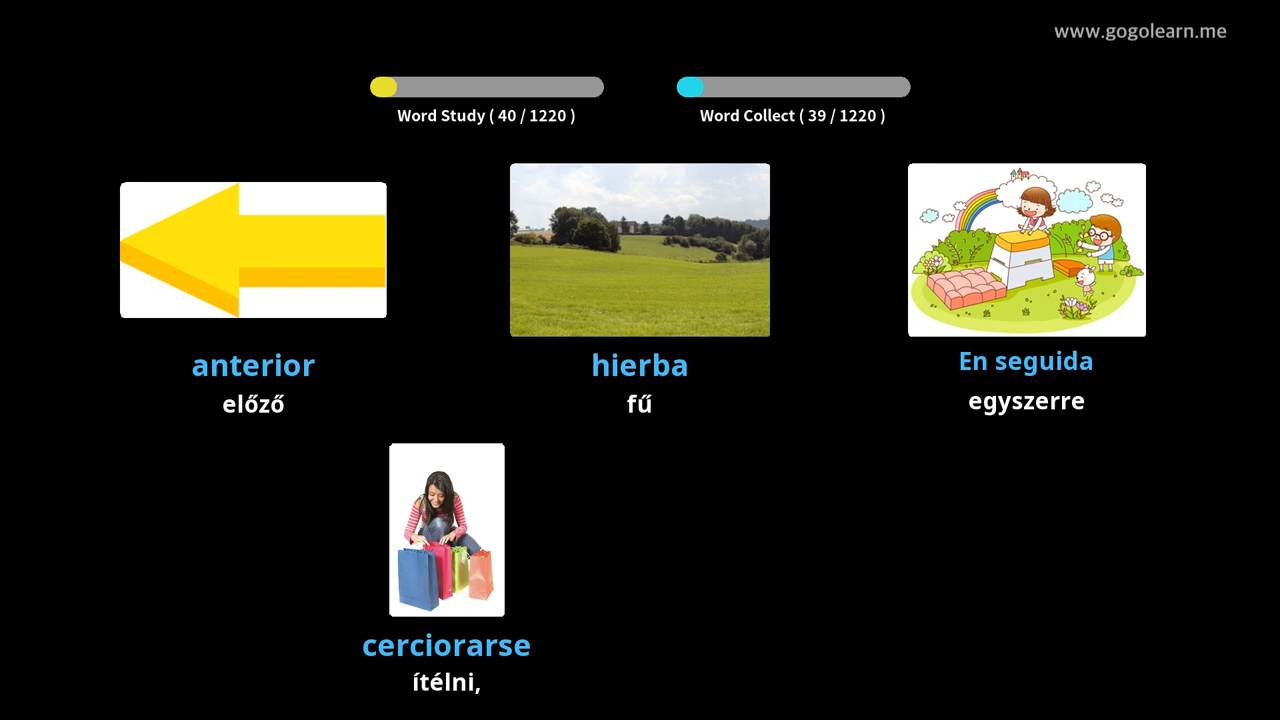 www.gogolearn.me
Word Study ( 40 / 1220 )
Word Collect ( 39 / 1220 )
anterior
előző
hierba
fű
En seguida
egyszerre
cerciorarse
ítélni,